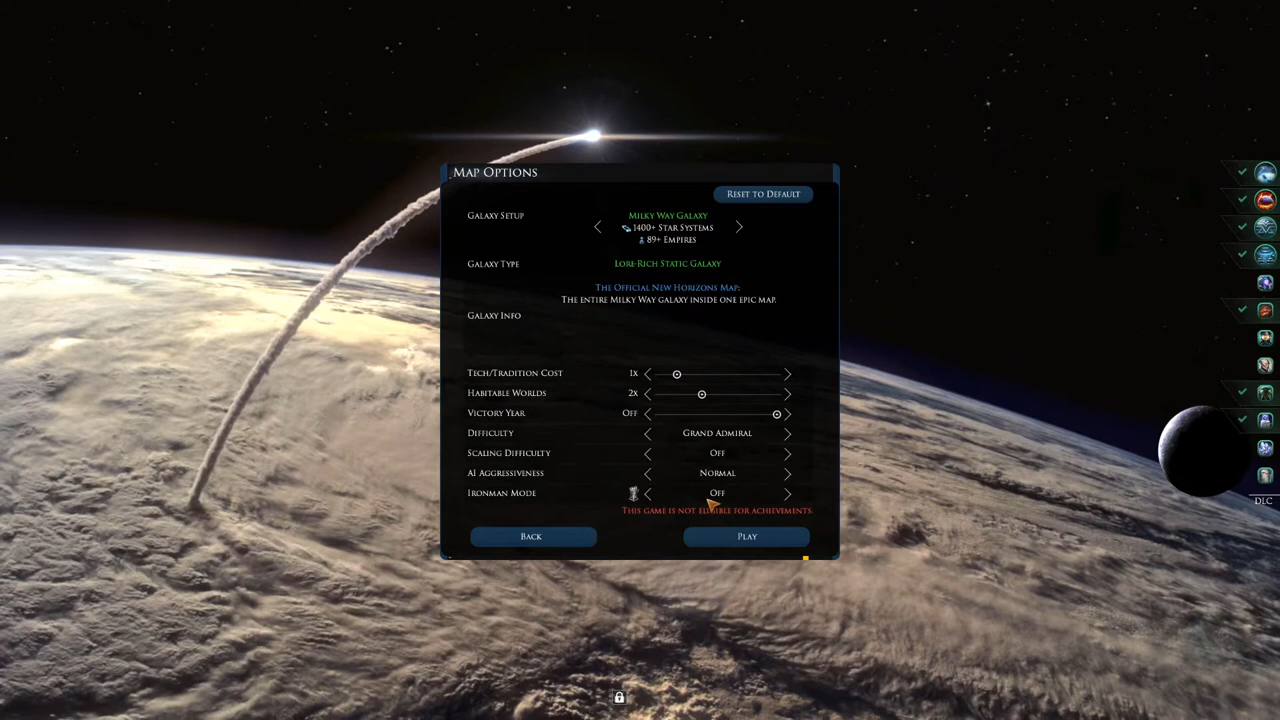 Map Options
Reset to Default
Galaxy Setup
Milky Way Galaxy
1400+ Star Systems
89+ Empires
Galaxy Type
Lore-Rich Static Galaxy
The Official New Horizons Map:
The entire Milky Way galaxy inside one epic map.
Galaxy Info
Tech/Tradition Cost 1x
Habitable Worlds 2x
Victory Year Off
Difficulty Grand Admiral
Scaling Difficulty Off
AI Aggressiveness Normal
Ironman Mode Off
This game is not eligible for achievements.
Back
Play
DLC